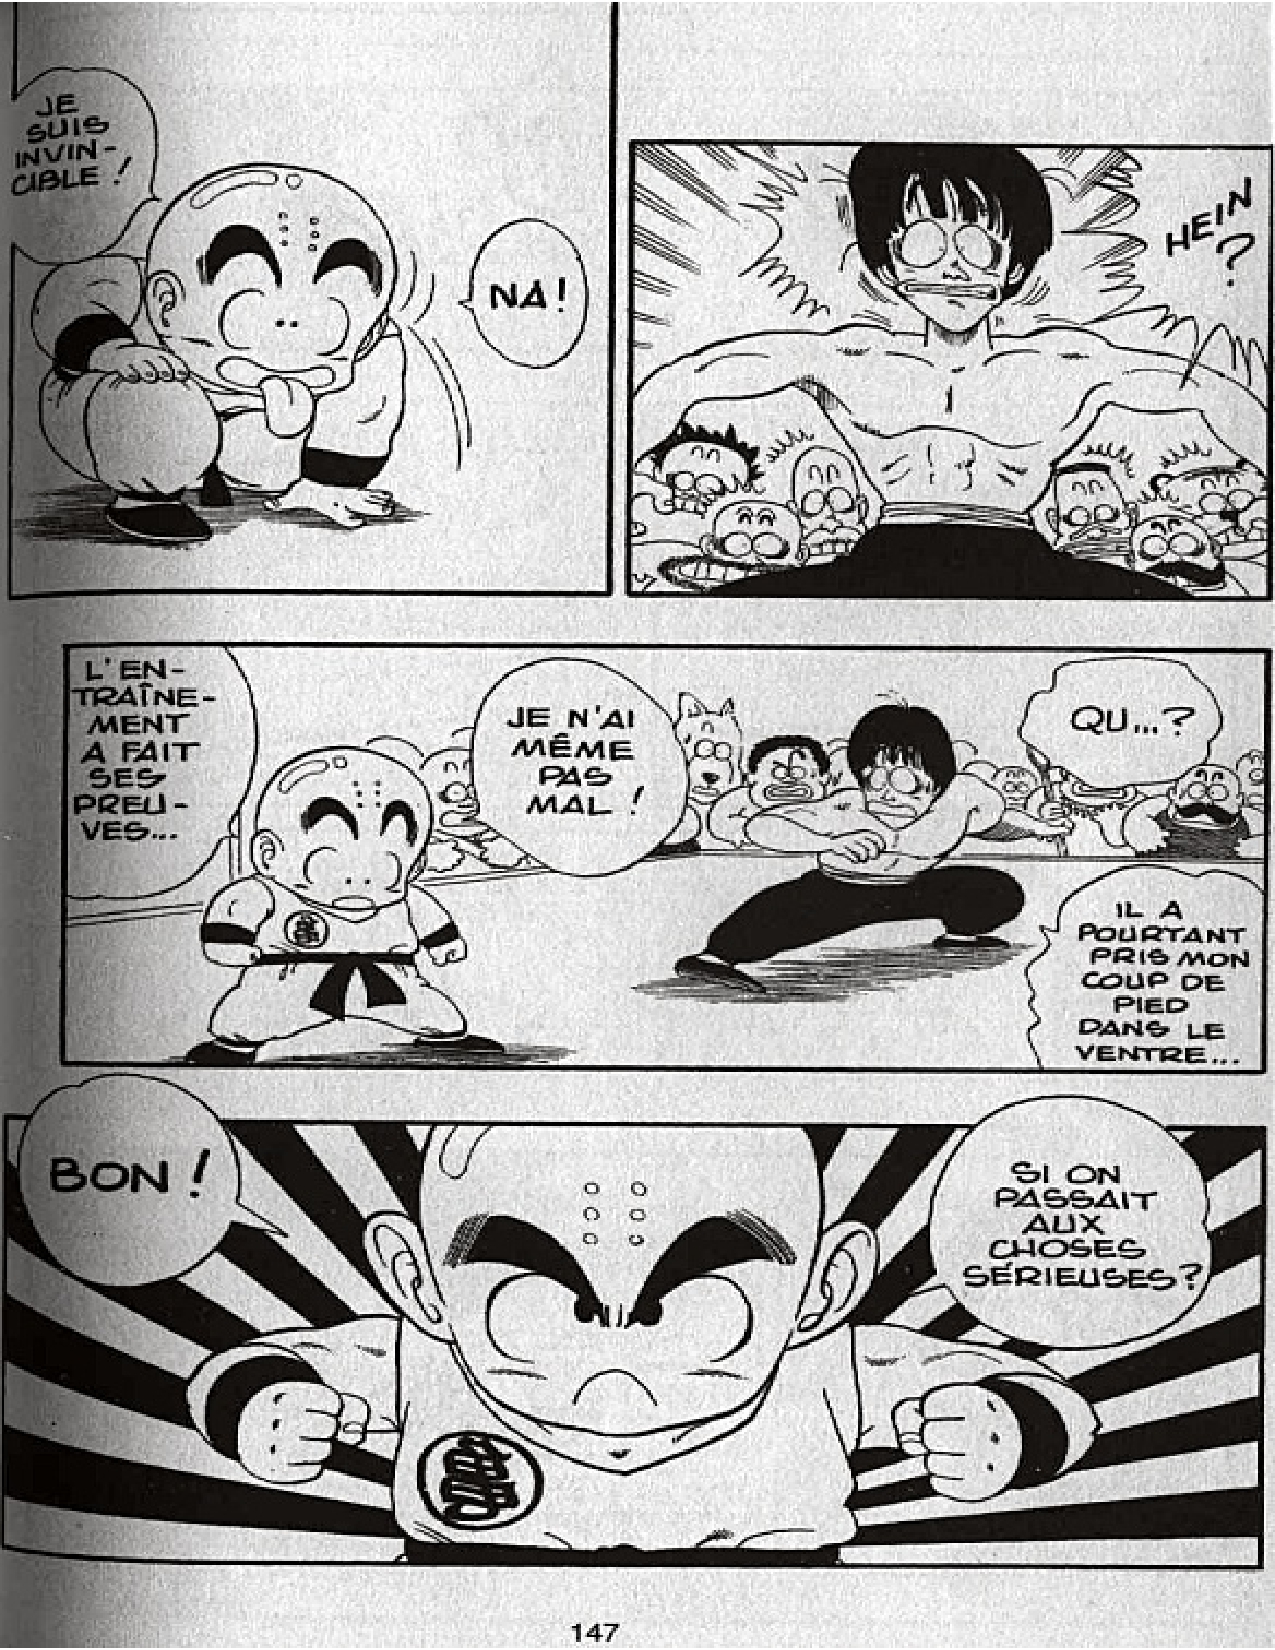 JE
SUIS
INVIN-
CIBLE !
NA !
HEIN
?
L'EN-
TRAÎNE-
MENT
A FAIT
SES
PREU-
VES...
JE N'AI
MÊME
PAS
MAL !
QU...?
IL A
POURTANT
PRIS MON
COUP DE
PIED
DANS LE
VENTRE...
BON !
SI ON
PASSAIT
AUX
CHOSES
SÉRIEUSES ?
147